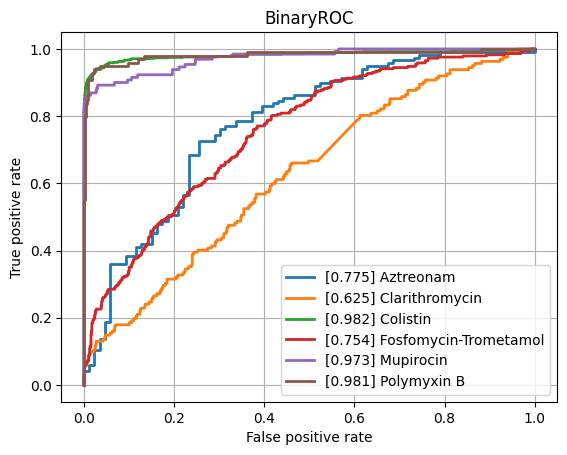 BinaryROC
True positive rate
1.0
0.8
0.6
0.4
0.2
0.0
[0.775] Aztreonam
[0.625] Clarithromycin
[0.982] Colistin
[0.754] Fosfomycin-Trometamol
[0.973] Mupirocin
[0.981] Polymyxin B
0.0 0.2 0.4 0.6 0.8 1.0
False positive rate